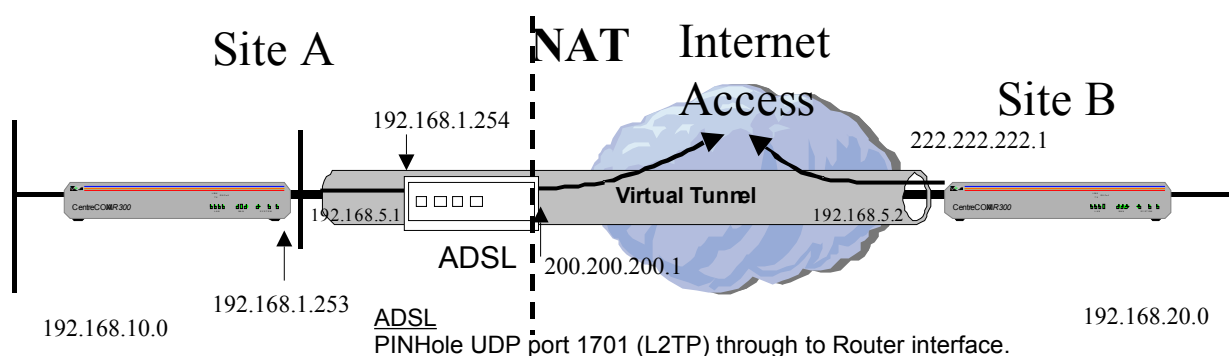 Site A
NAT
Internet
Access
Site B
192.168.1.254
222.222.222.1
CentreCOM AR300
192.168.5.1
Virtual Tunnel
192.168.5.2
CentreCOM AR300
ADSL
200.200.200.1
192.168.1.253
192.168.10.0
192.168.20.0
ADSL
PINHole UDP port 1701 (L2TP) through to Router interface.